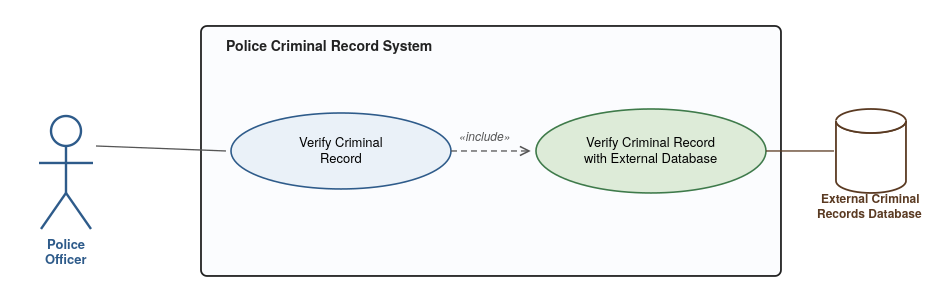 Police Criminal Record System
Police
Officer
Verify Criminal
Record
«include»
Verify Criminal Record
with External Database
External Criminal
Records Database